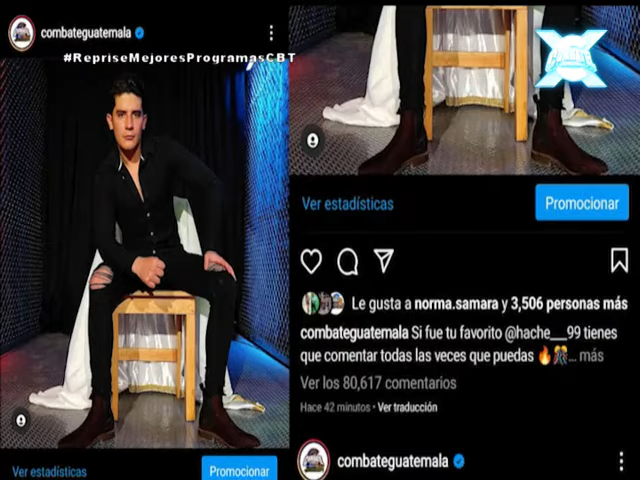 combateguatemala
#RepriseMejoresProgramasCBT
Ver estadísticas
Promocionar
COMBATE
Ver estadísticas
Promocionar
Le gusta a norma.samara y 3,506 personas más
combateguatemala Si fue tu favorito @hache__99 tienes
que comentar todas las veces que puedas 🔥🎊... más
Ver los 80,617 comentarios
Hace 42 minutos • Ver traducción
combateguatemala